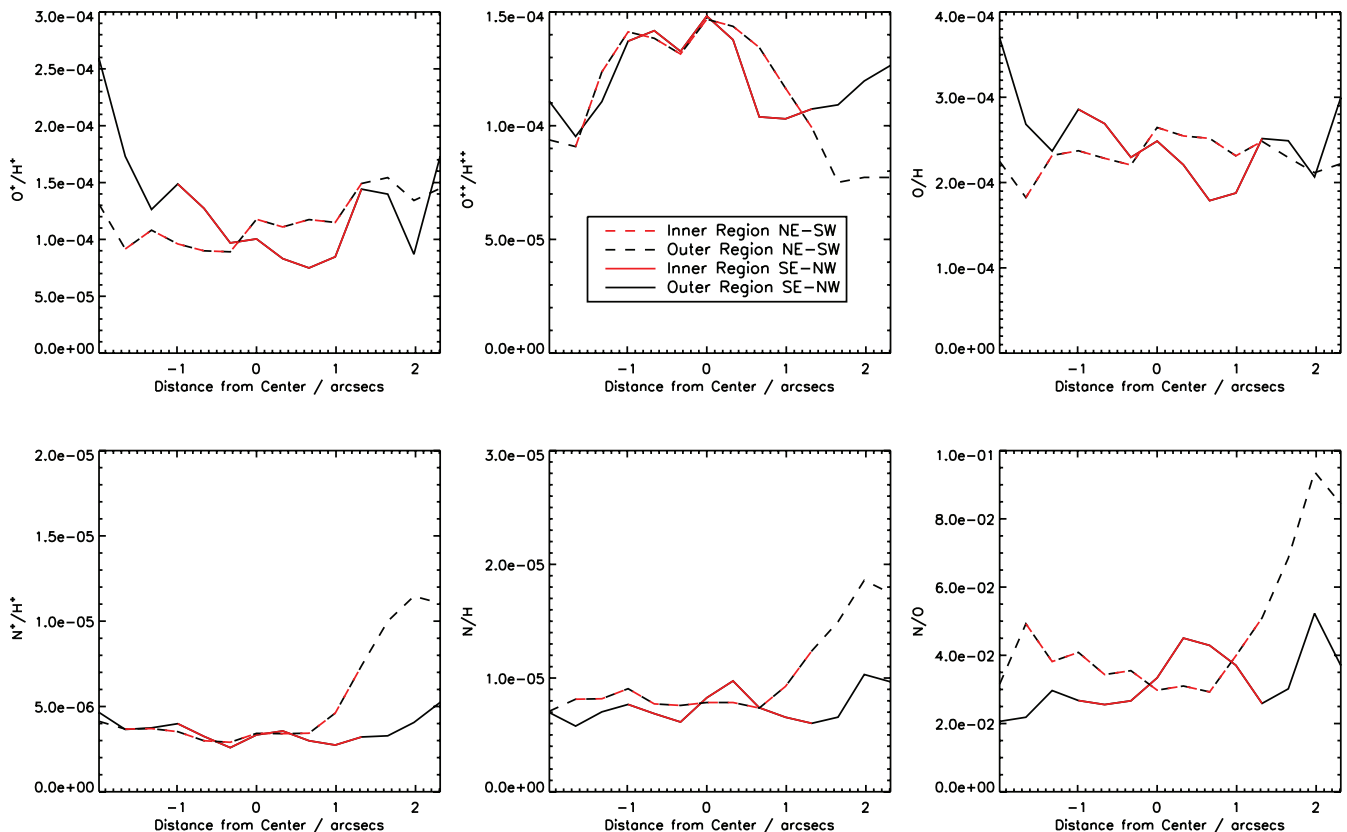 3.0e-04
2.5e-04
2.0e-04
1.5e-04
1.0e-04
5.0e-05
0.0e+00
O+/H+
-1 0 1 2
Distance from Center / arcsecs
1.5e-04
1.0e-04
5.0e-05
0.0e+00
O++/H++
Inner Region NE-SW
Outer Region NE-SW
Inner Region SE-NW
Outer Region SE-NW
-1 0 1 2
Distance from Center / arcsecs
4.0e-04
3.0e-04
2.0e-04
1.0e-04
0.0e+00
O/H
-1 0 1 2
Distance from Center / arcsecs
2.0e-05
1.5e-05
1.0e-05
5.0e-06
0.0e+00
N+/H+
-1 0 1 2
Distance from Center / arcsecs
3.0e-05
2.0e-05
1.0e-05
0.0e+00
N/H
-1 0 1 2
Distance from Center / arcsecs
1.0e-01
8.0e-02
6.0e-02
4.0e-02
2.0e-02
0.0e+00
N/O
-1 0 1 2
Distance from Center / arcsecs